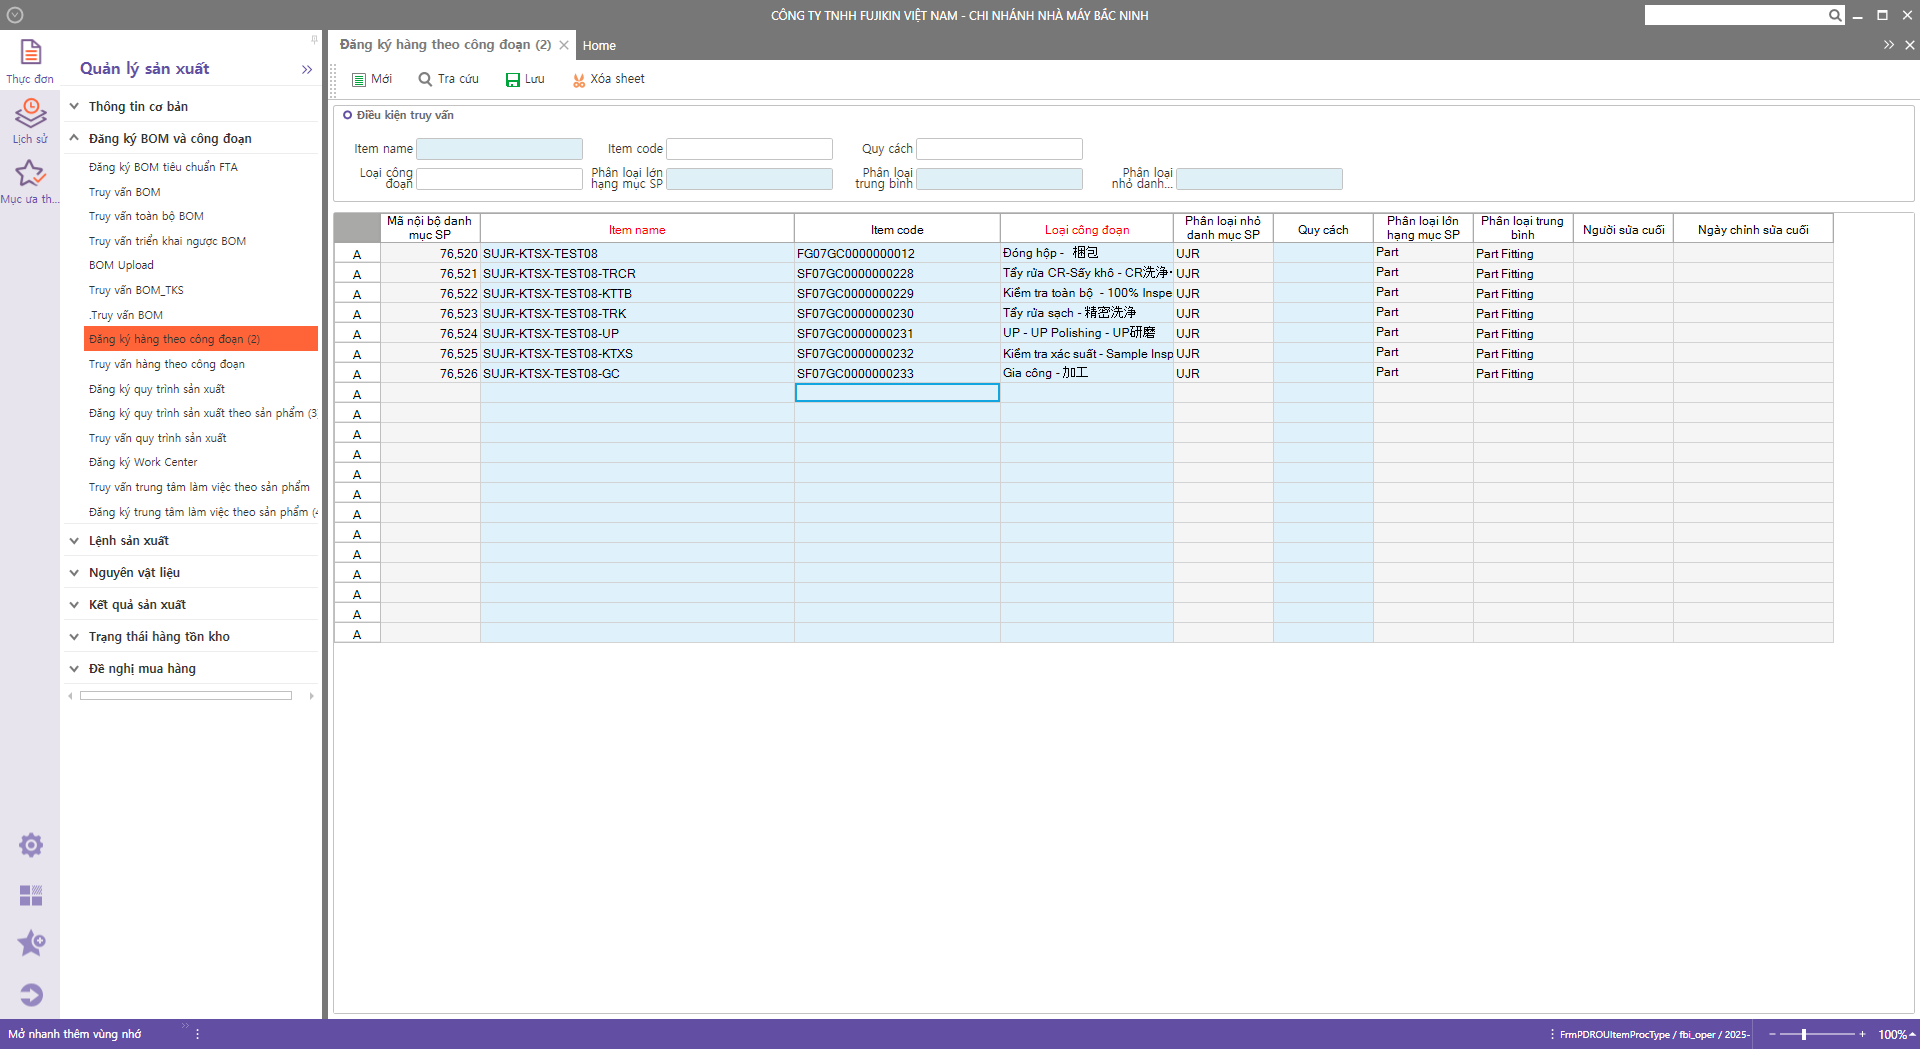 CÔNG TY TNHH FUJIKIN VIỆT NAM - CHI NHÁNH NHÀ MÁY BẮC NINH
Thực đơn
Lịch sử
Mục ưa th...
Quản lý sản xuất
Thông tin cơ bản
Đăng ký BOM và công đoạn
Đăng ký BOM tiêu chuẩn FTA
Truy vấn BOM
Truy vấn toàn bộ BOM
Truy vấn triển khai ngược BOM
BOM Upload
Truy vấn BOM_TKS
.Truy vấn BOM
Đăng ký hàng theo công đoạn (2)
Truy vấn hàng theo công đoạn
Đăng ký quy trình sản xuất
Đăng ký quy trình sản xuất theo sản phẩm (3
Truy vấn quy trình sản xuất
Đăng ký Work Center
Truy vấn trung tâm làm việc theo sản phẩm
Đăng ký trung tâm làm việc theo sản phẩm (4
Lệnh sản xuất
Nguyên vật liệu
Kết quả sản xuất
Trạng thái hàng tồn kho
Đề nghị mua hàng
Đăng ký hàng theo công đoạn (2) Home
Mới Tra cứu Lưu Xóa sheet
Điều kiện truy vấn
Item name Item code Quy cách
Loại công đoạn Phân loại lớn hạng mục SP Phân loại trung bình Phân loại nhỏ danh...
Mã nội bộ danh mục SP Item name Item code Loại công đoạn Phân loại nhỏ danh mục SP Quy cách Phân loại lớn hạng mục SP Phân loại trung bình Người sửa cuối Ngày chỉnh sửa cuối
A 76,520 SUJR-KTSX-TEST08 FG07GC0000000012 Đóng hộp - 梱包 UJR Part Part Fitting
A 76,521 SUJR-KTSX-TEST08-TRCR SF07GC0000000228 Tẩy rửa CR-Sấy khô - CR洗浄・ UJR Part Part Fitting
A 76,522 SUJR-KTSX-TEST08-KTTB SF07GC0000000229 Kiểm tra toàn bộ - 100% Inspe UJR Part Part Fitting
A 76,523 SUJR-KTSX-TEST08-TRK SF07GC0000000230 Tẩy rửa sạch - 精密洗浄 UJR Part Part Fitting
A 76,524 SUJR-KTSX-TEST08-UP SF07GC0000000231 UP - UP Polishing - UP研磨 UJR Part Part Fitting
A 76,525 SUJR-KTSX-TEST08-KTXS SF07GC0000000232 Kiểm tra xác suất - Sample Insp UJR Part Part Fitting
A 76,526 SUJR-KTSX-TEST08-GC SF07GC0000000233 Gia công - 加工 UJR Part Part Fitting
A
A
A
A
A
A
A
A
A
A
A
A
A
Mở nhanh thêm vùng nhớ
FrmPDROUItemProcType / fbi_oper / 2025-
100%